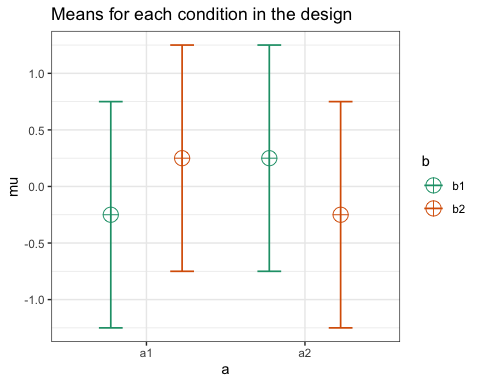 Means for each condition in the design
1.0
0.5
0.0
-0.5
-1.0
mu
a1
a2
a
b
b1
b2